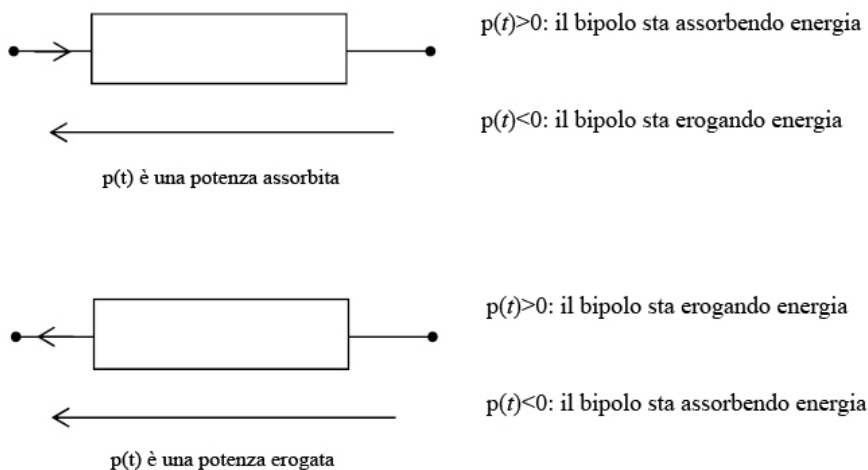 p(t)>0: il bipolo sta assorbendo energia
p(t)<0: il bipolo sta erogando energia
p(t) è una potenza assorbita
p(t)>0: il bipolo sta erogando energia
p(t)<0: il bipolo sta assorbendo energia
p(t) è una potenza erogata